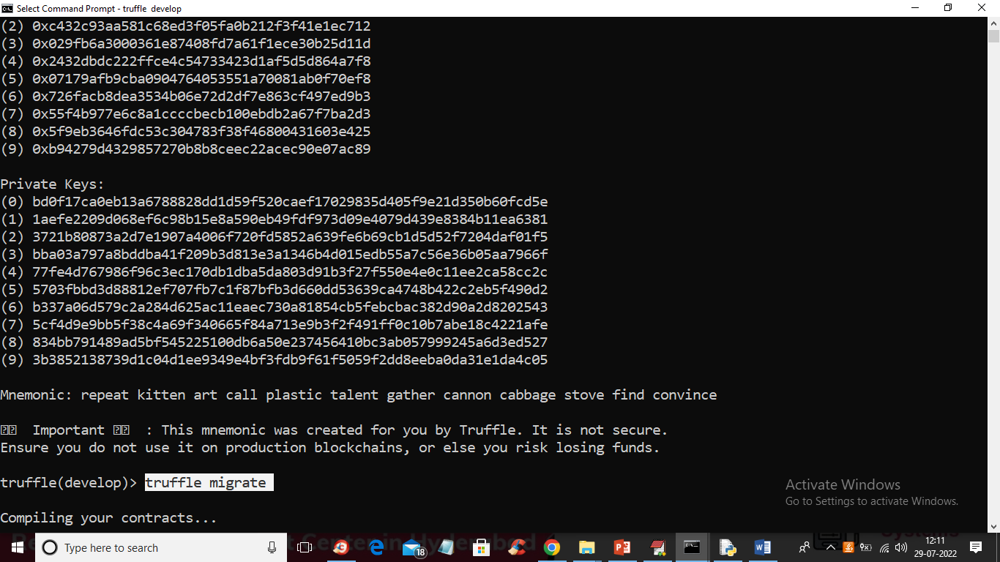 Select Command Prompt - truffle develop
(2) 0xc432c93aa581c68ed3f05fa0b212f3f41e1ec712
(3) 0x029fb6a3000361e87408fd7a61f1ece30b25d11d
(4) 0x2432dbdc222ffce4c54733423d1af5d5d864a7f8
(5) 0x07179afb9cba0904764053551a70081ab0f70ef8
(6) 0x726facb8dea3534b06e72d2df7e863cf497ed9b3
(7) 0x55f4b977e6c8a1ccccbecb100ebdb2a67f7ba2d3
(8) 0x5f9eb3646fdc53c304783f38f46800431603e425
(9) 0xb94279d4329857270b8b8ceec22acec90e07ac89
Private Keys:
(0) bd0f17ca0eb13a6788828dd1d59f520caef17029835d405f9e21d350b60fcd5e
(1) 1aefe2209d068ef6c98b15e8a590eb49fdf973d09e4079d439e8384b11ea6381
(2) 3721b80873a2d7e1907a4006f720fd5852a639fe6b69cb1d5d52f7204daf01f5
(3) bba03a797a8bddba41f209b3d813e3a1346b4d015edb55a7c56e36b05aa7966f
(4) 77fe4d767986f96c3ec170db1dba5da803d91b3f27f550e4e0c11ee2ca58cc2c
(5) 5703fbbd3d88812ef707fb7c1f87bfb3d660dd53639ca4748b422c2eb5f490d2
(6) b337a06d579c2a284d625ac11eaec730a81854cb5febcbac382d90a2d8202543
(7) 5cf4d9e9bb5f38c4a69f340665f84a713e9b3f2f491ff0c10b7abe18c4221afe
(8) 834bb791489ad5bf545225100db6a50e237456410bc3ab057999245a6d3ed527
(9) 3b3852138739d1c04d1ee9349e4bf3fdb9f61f5059f2dd8eeba0da31e1da4c05
Mnemonic: repeat kitten art call plastic talent gather cannon cabbage stove find convince
Important : This mnemonic was created for you by Truffle. It is not secure.
Ensure you do not use it on production blockchains, or else you risk losing funds.
truffle(develop)> truffle migrate
Activate Windows
Go to Settings to activate Windows.
Compiling your contracts...
Type here to search
18
12:11
29-07-2022